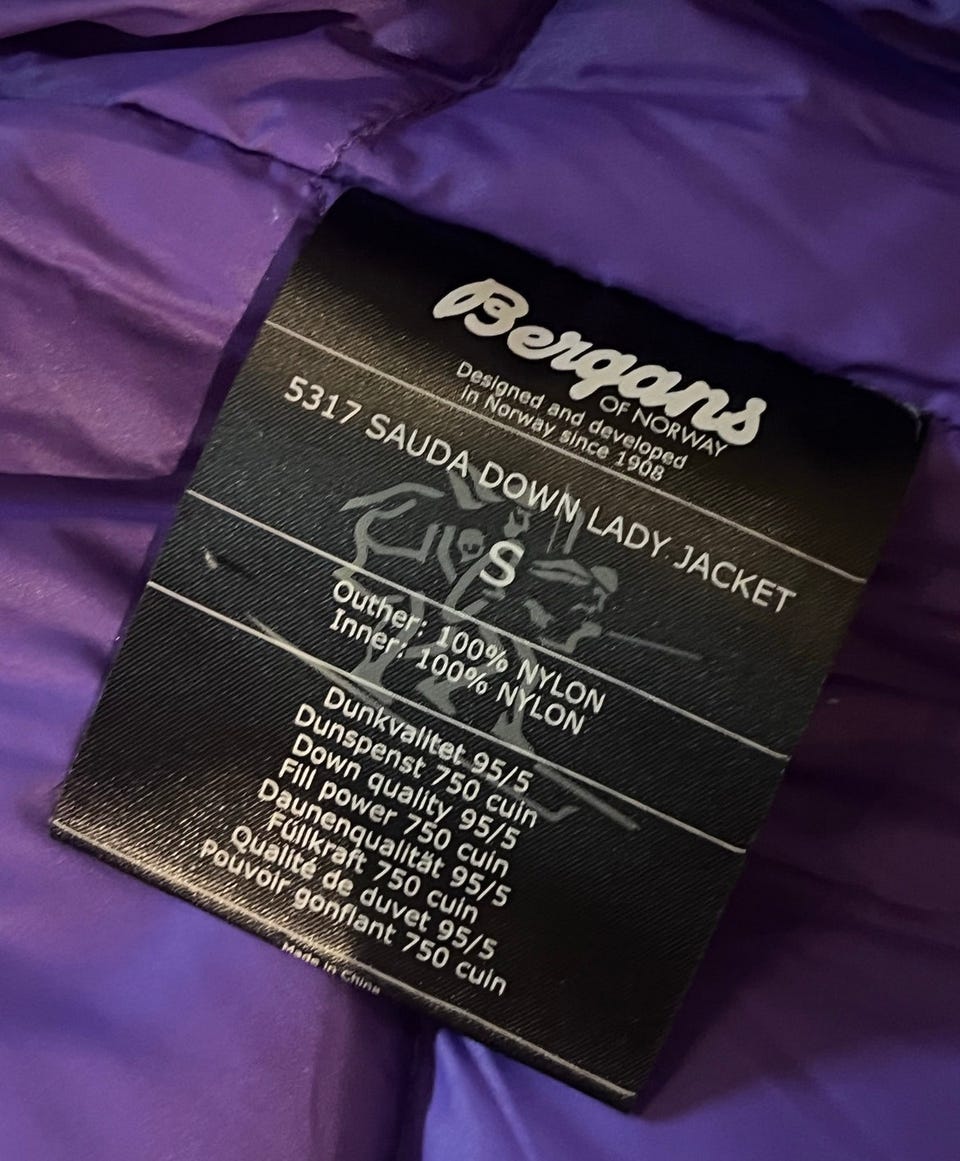 Bergans
OF NORWAY
Designed and developed
in Norway since 1908
5317 SAUDA DOWN LADY JACKET
S
Outher: 100% NYLON
Inner: 100% NYLON
Dunkvalitet 95/5
Dunspenst 750 cuin
Down quality 95/5
Fill power 750 cuin
Daunenqualität 95/5
Füllkraft 750 cuin
Qualité de duvet 95/5
Pouvoir gonflant 750 cuin
Made in China